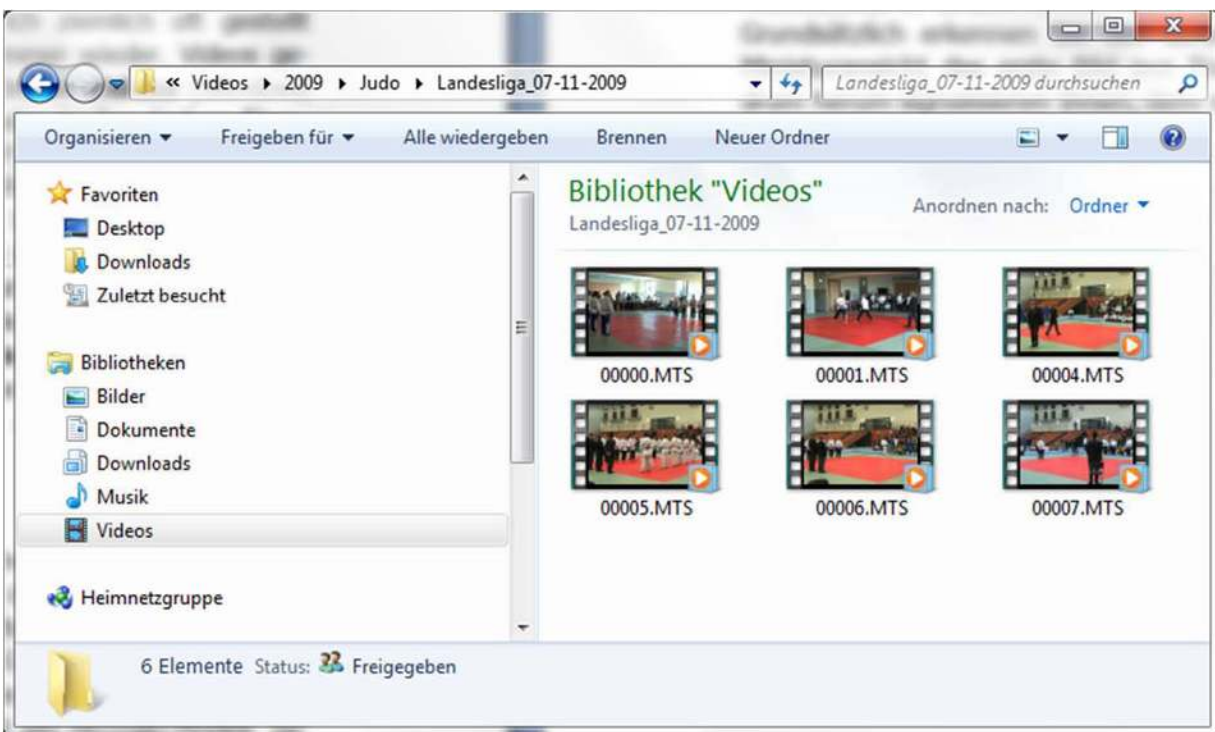 « Videos ▸ 2009 ▸ Judo ▸ Landesliga_07-11-2009
Landesliga_07-11-2009 durchsuchen
Organisieren Freigeben für Alle wiedergeben Brennen Neuer Ordner
Favoriten
Desktop
Downloads
Zuletzt besucht
Bibliotheken
Bilder
Dokumente
Downloads
Musik
Videos
Heimnetzgruppe
Bibliothek "Videos"
Landesliga_07-11-2009
Anordnen nach: Ordner
00000.MTS 00001.MTS 00004.MTS
00005.MTS 00006.MTS 00007.MTS
6 Elemente Status: Freigegeben